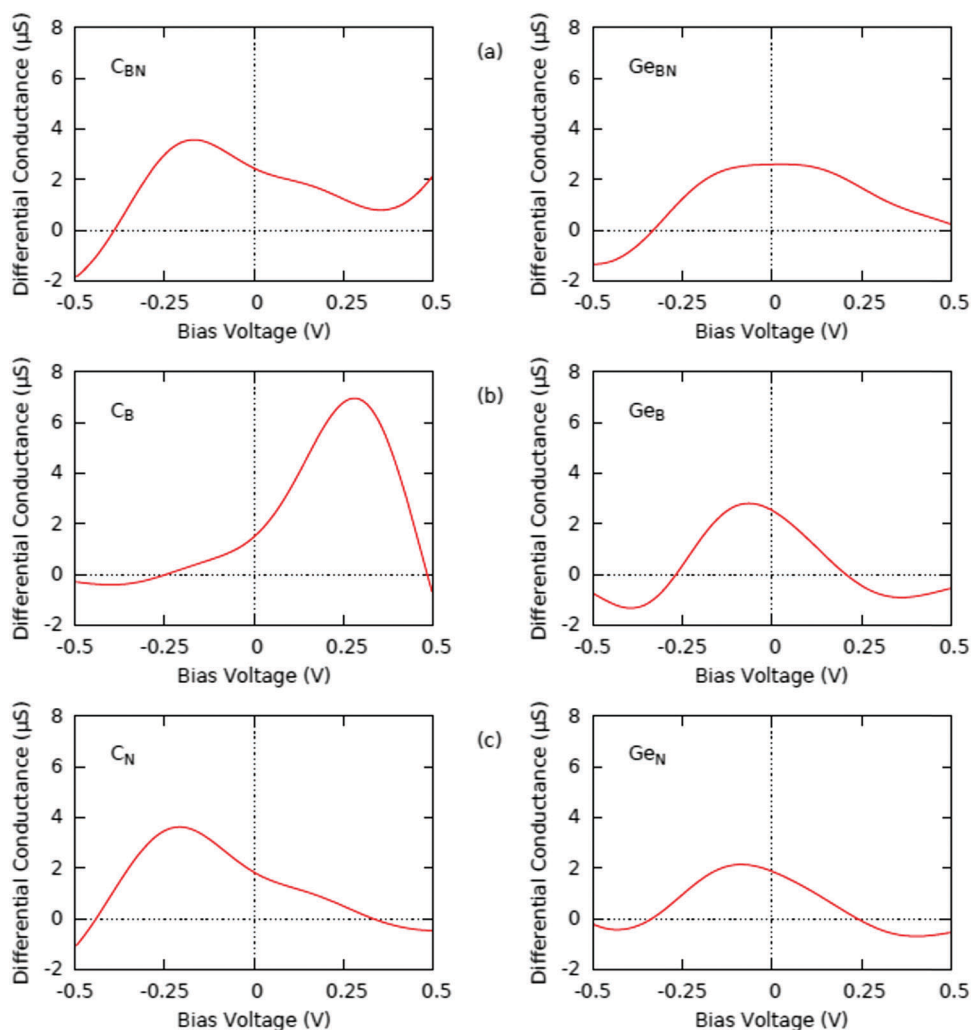 Differential Conductance (µS)
8
6
4
2
0
-2
C_BN
-0.5 -0.25 0 0.25 0.5
Bias Voltage (V)
(a)
Differential Conductance (µS)
8
6
4
2
0
-2
Ge_BN
-0.5 -0.25 0 0.25 0.5
Bias Voltage (V)
Differential Conductance (µS)
8
6
4
2
0
-2
C_B
-0.5 -0.25 0 0.25 0.5
Bias Voltage (V)
(b)
Differential Conductance (µS)
8
6
4
2
0
-2
Ge_B
-0.5 -0.25 0 0.25 0.5
Bias Voltage (V)
Differential Conductance (µS)
8
6
4
2
0
-2
C_N
-0.5 -0.25 0 0.25 0.5
Bias Voltage (V)
(c)
Differential Conductance (µS)
8
6
4
2
0
-2
Ge_N
-0.5 -0.25 0 0.25 0.5
Bias Voltage (V)